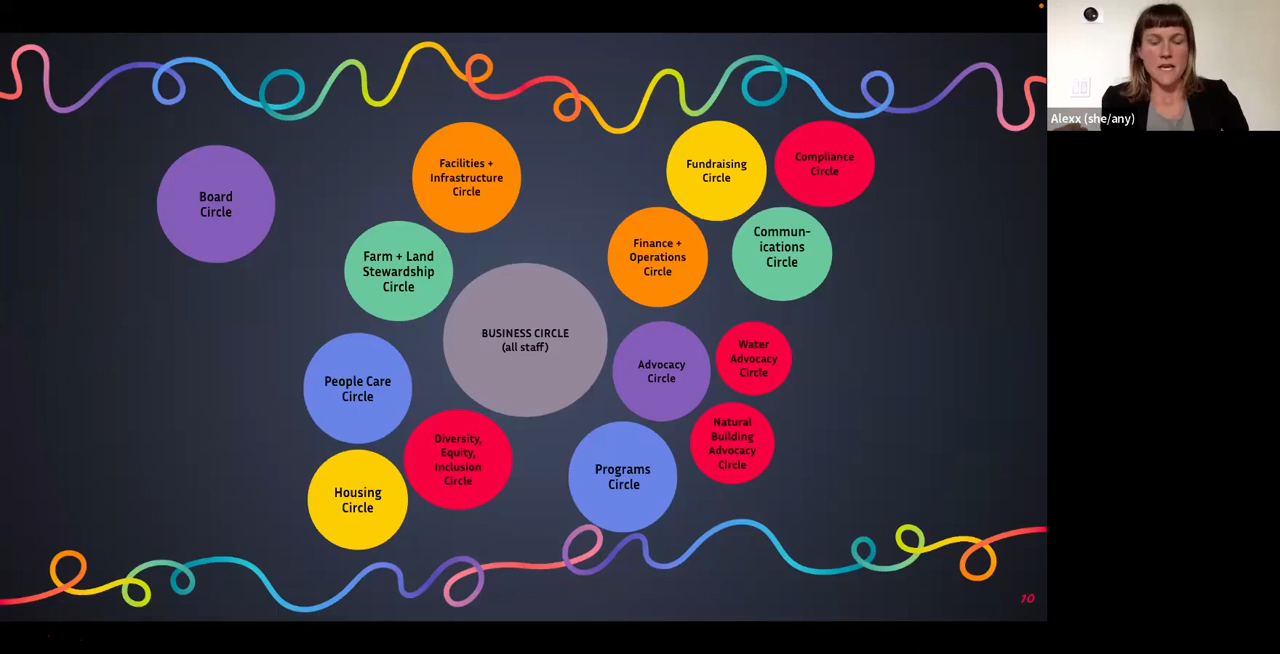 Alexx (she/any)
Board
Circle
Facilities +
Infrastructure
Circle
Fundraising
Circle
Compliance
Circle
Farm + Land
Stewardship
Circle
Finance +
Operations
Circle
Commun-
ications
Circle
BUSINESS CIRCLE
(all staff)
Advocacy
Circle
Water
Advocacy
Circle
People Care
Circle
Diversity,
Equity,
Inclusion
Circle
Natural
Building
Advocacy
Circle
Programs
Circle
Housing
Circle
10